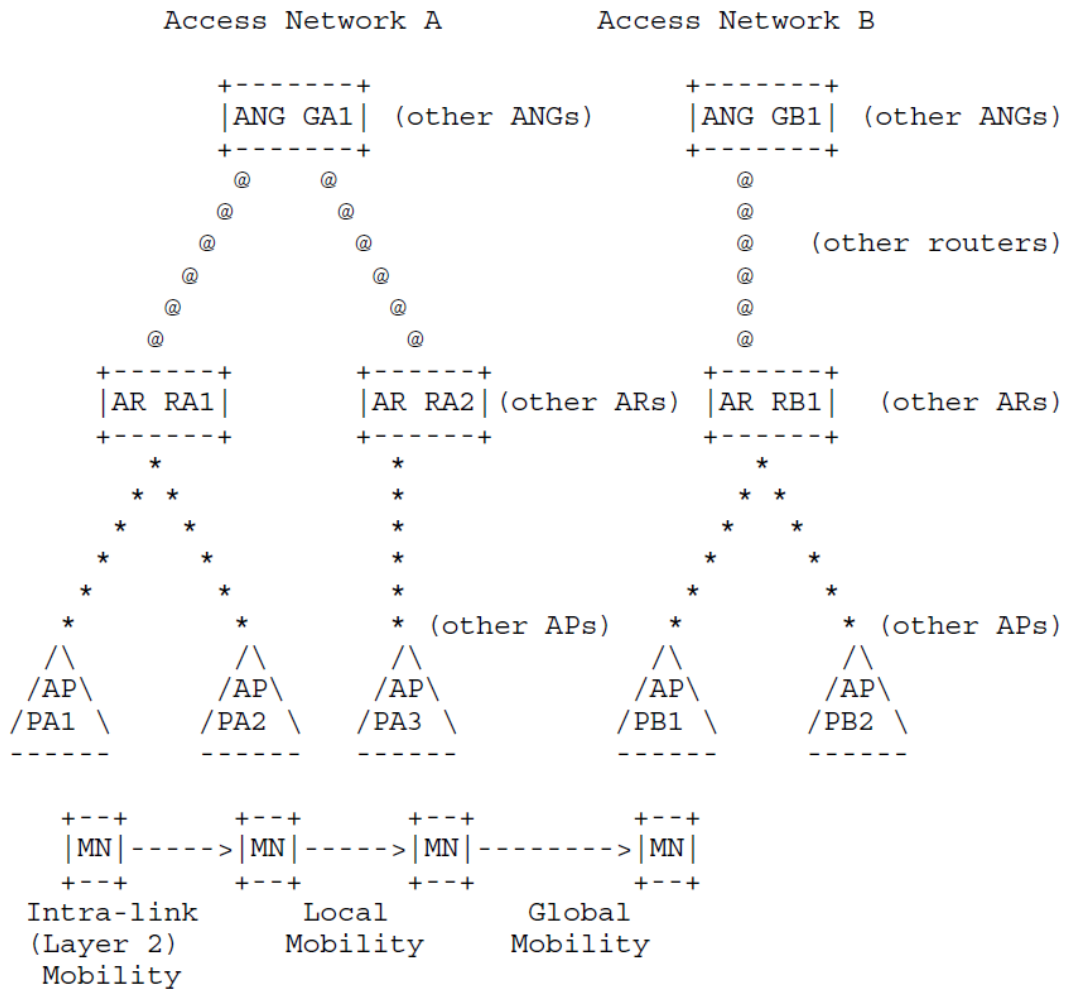 Access Network A         Access Network B

            +-------+                  +-------+
            |ANG GA1| (other ANGs)     |ANG GB1| (other ANGs)
            +-------+                  +-------+
             @    @                       @
            @      @                      @
           @        @                     @   (other routers)
          @          @                    @
         @            @                   @
        @              @                  @
     +------+       +------+            +------+
     |AR RA1|       |AR RA2|(other ARs) |AR RB1|  (other ARs)
     +------+       +------+            +------+
        *             *                    *
       * *            *                   * *
      *   *           *                  *   *
     *     *          *                 *     *
    *       *         *                *       *
   *         *        * (other APs)   *         * (other APs)
  /\         /\       /\             /\         /\
 /AP\       /AP\     /AP\           /AP\       /AP\
/PA1 \     /PA2 \   /PA3 \         /PB1 \     /PB2 \
------     ------   ------         ------     ------

   +--+      +--+      +--+         +--+
   |MN|----->|MN|----->|MN|-------->|MN|
   +--+      +--+      +--+         +--+
 Intra-link      Local       Global
 (Layer 2)      Mobility     Mobility
  Mobility